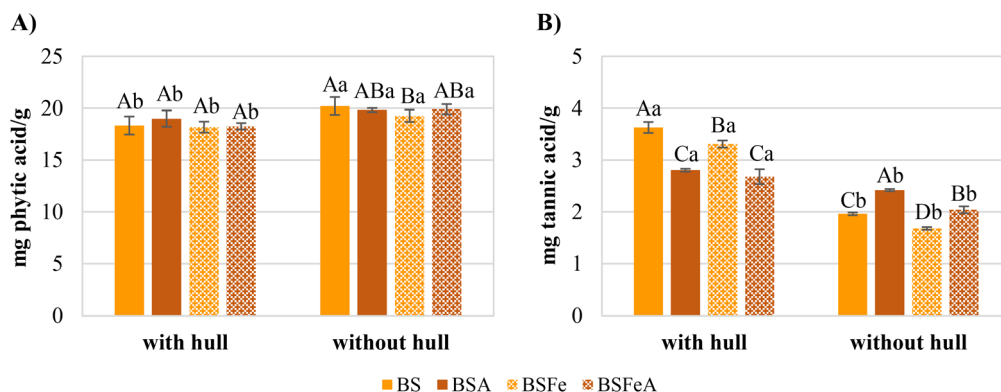 A)
mg phytic acid/g
25
20
15
10
5
0
Ab Ab Ab Ab
Aa ABa Ba ABa
with hull without hull
B)
mg tannic acid/g
5
4
3
2
1
0
Aa Ca Ba Ca
Cb Ab Db Bb
with hull without hull
BS BSA BSFe BSFeA